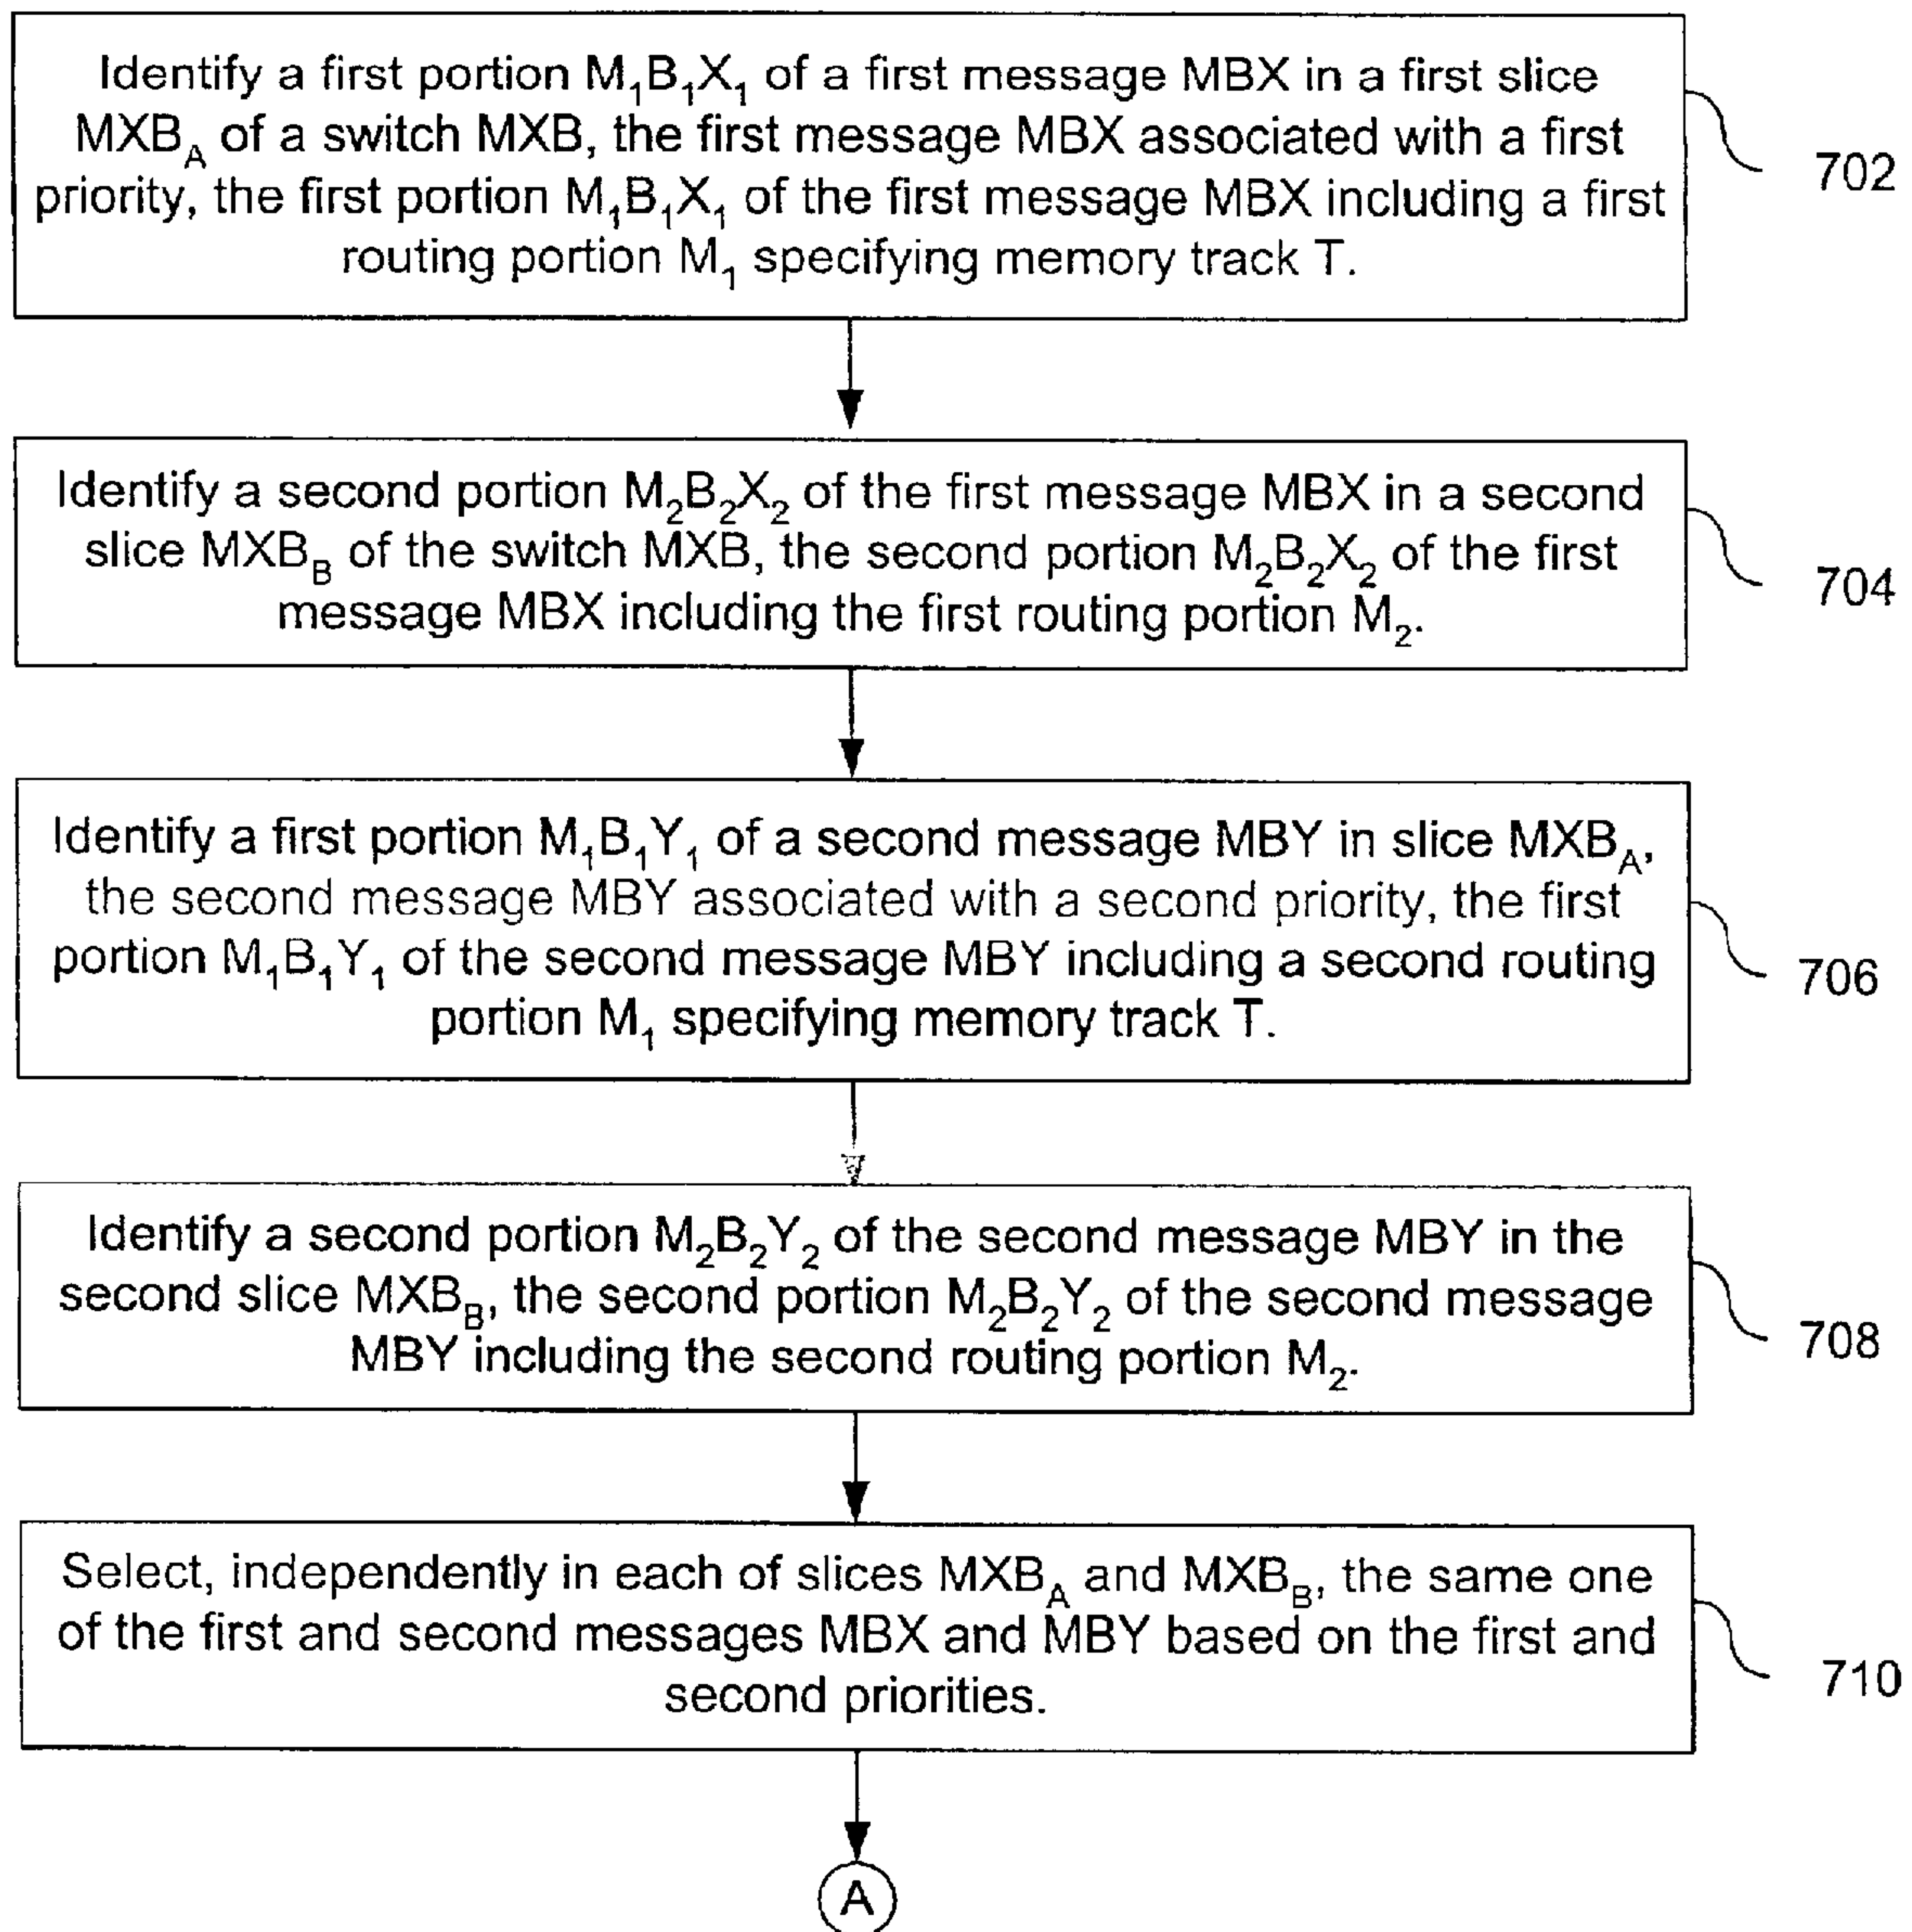 Identify a first portion M₁B₁X₁ of a first message MBX in a first slice
MXB_A of a switch MXB, the first message MBX associated with a first
priority, the first portion M₁B₁X₁ of the first message MBX including a first
routing portion M₁ specifying memory track T.
702
Identify a second portion M₂B₂X₂ of the first message MBX in a second
slice MXB_B of the switch MXB, the second portion M₂B₂X₂ of the first
message MBX including the first routing portion M₂.
704
Identify a first portion M₁B₁Y₁ of a second message MBY in slice MXB_A,
the second message MBY associated with a second priority, the first
portion M₁B₁Y₁ of the second message MBY including a second routing
portion M₁ specifying memory track T.
706
Identify a second portion M₂B₂Y₂ of the second message MBY in the
second slice MXB_B, the second portion M₂B₂Y₂ of the second message
MBY including the second routing portion M₂.
708
Select, independently in each of slices MXB_A and MXB_B, the same one
of the first and second messages MBX and MBY based on the first and
second priorities.
710
A